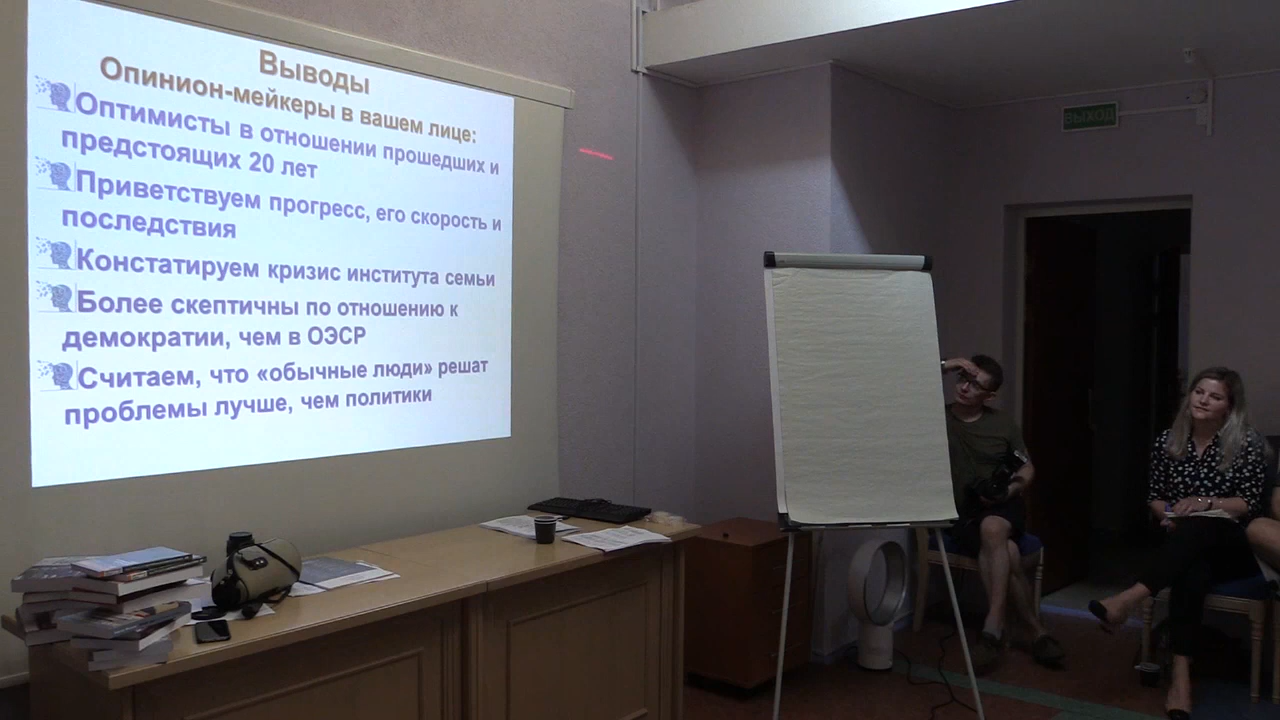 Выводы
Опинион-мейкеры в вашем лице:
Оптимисты в отношении прошедших и
предстоящих 20 лет
Приветствуем прогресс, его скорость и
последствия
Констатируем кризис института семьи
Более скептичны по отношению к
демократии, чем в ОЭСР
Считаем, что «обычные люди» решат
проблемы лучше, чем политики
ВЫХОД